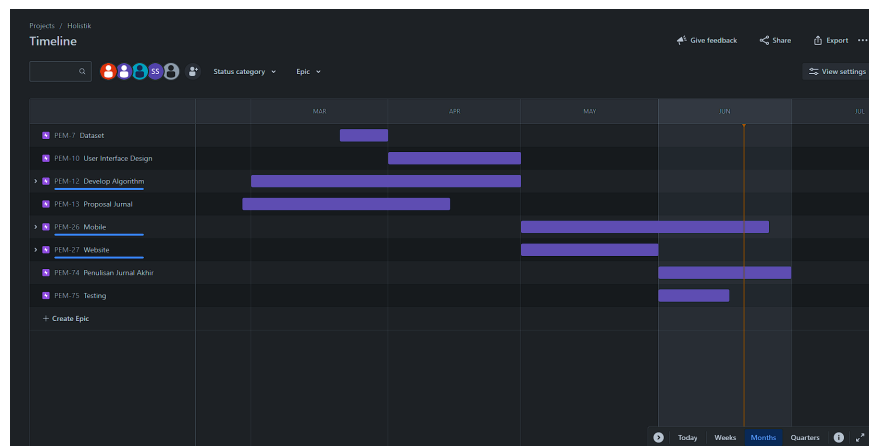 Projects / Holistik
Timeline
Give feedback
Share
Export
SS
Status category
Epic
View settings
MAR
APR
MAY
JUN
JUL
PEM-7 Dataset
PEM-10 User Interface Design
PEM-12 Develop Algorithm
PEM-13 Proposal Jurnal
PEM-26 Mobile
PEM-27 Website
PEM-74 Penulisan Jurnal Akhir
PEM-75 Testing
+ Create Epic
Today
Weeks
Months
Quarters